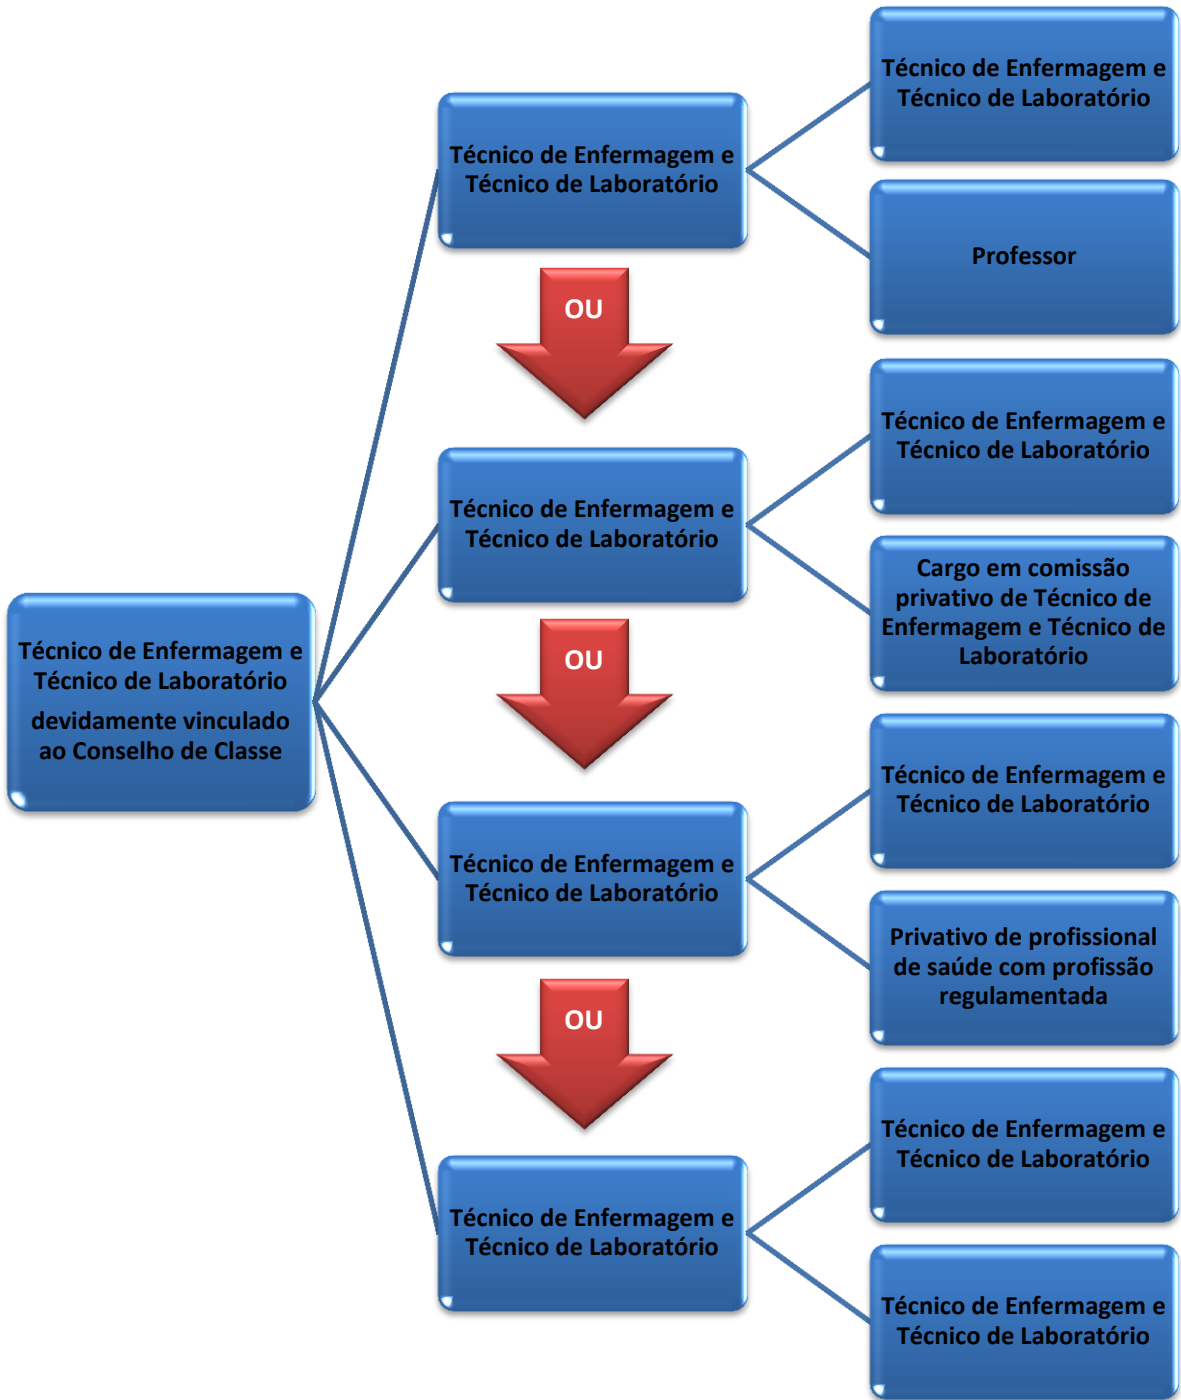 Técnico de Enfermagem e
Técnico de Laboratório
devidamente vinculado
ao Conselho de Classe
Técnico de Enfermagem e
Técnico de Laboratório
Técnico de Enfermagem e
Técnico de Laboratório
Professor
OU
Técnico de Enfermagem e
Técnico de Laboratório
Técnico de Enfermagem e
Técnico de Laboratório
Cargo em comissão
privativo de Técnico de
Enfermagem e Técnico de
Laboratório
OU
Técnico de Enfermagem e
Técnico de Laboratório
Técnico de Enfermagem e
Técnico de Laboratório
Privativo de profissional
de saúde com profissão
regulamentada
OU
Técnico de Enfermagem e
Técnico de Laboratório
Técnico de Enfermagem e
Técnico de Laboratório
Técnico de Enfermagem e
Técnico de Laboratório